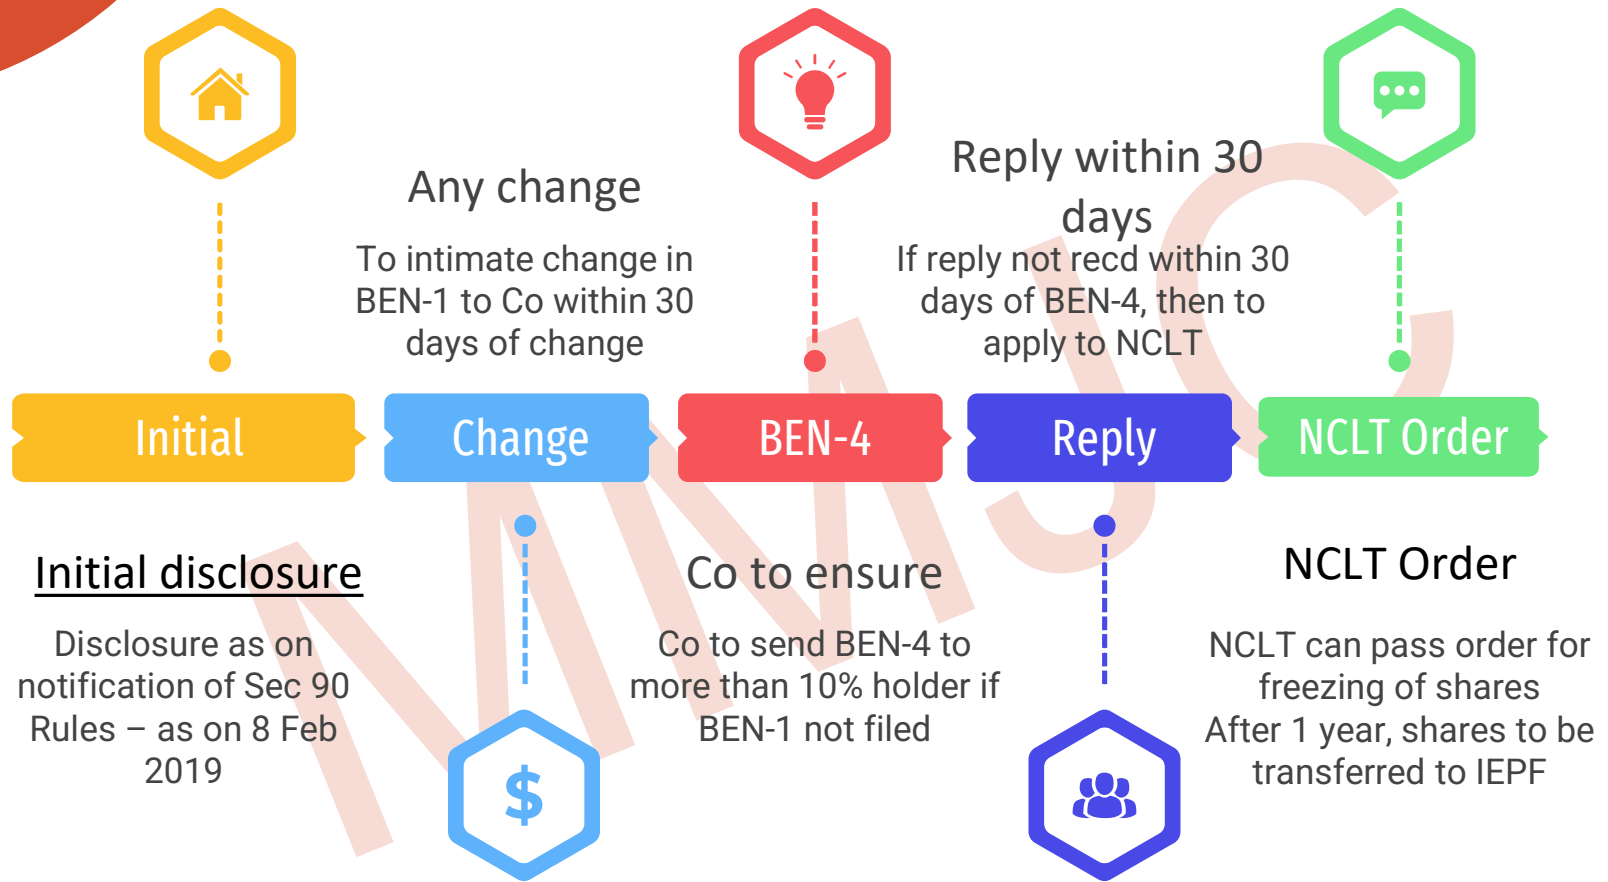 Any change
To intimate change in
BEN-1 to Co within 30
days of change
Reply within 30
days
If reply not recd within 30
days of BEN-4, then to
apply to NCLT
Initial
Change
BEN-4
Reply
NCLT Order
Initial disclosure
Disclosure as on
notification of Sec 90
Rules – as on 8 Feb
2019
$
Co to ensure
Co to send BEN-4 to
more than 10% holder if
BEN-1 not filed
NCLT Order
NCLT can pass order for
freezing of shares
After 1 year, shares to be
transferred to IEPF
MMJC